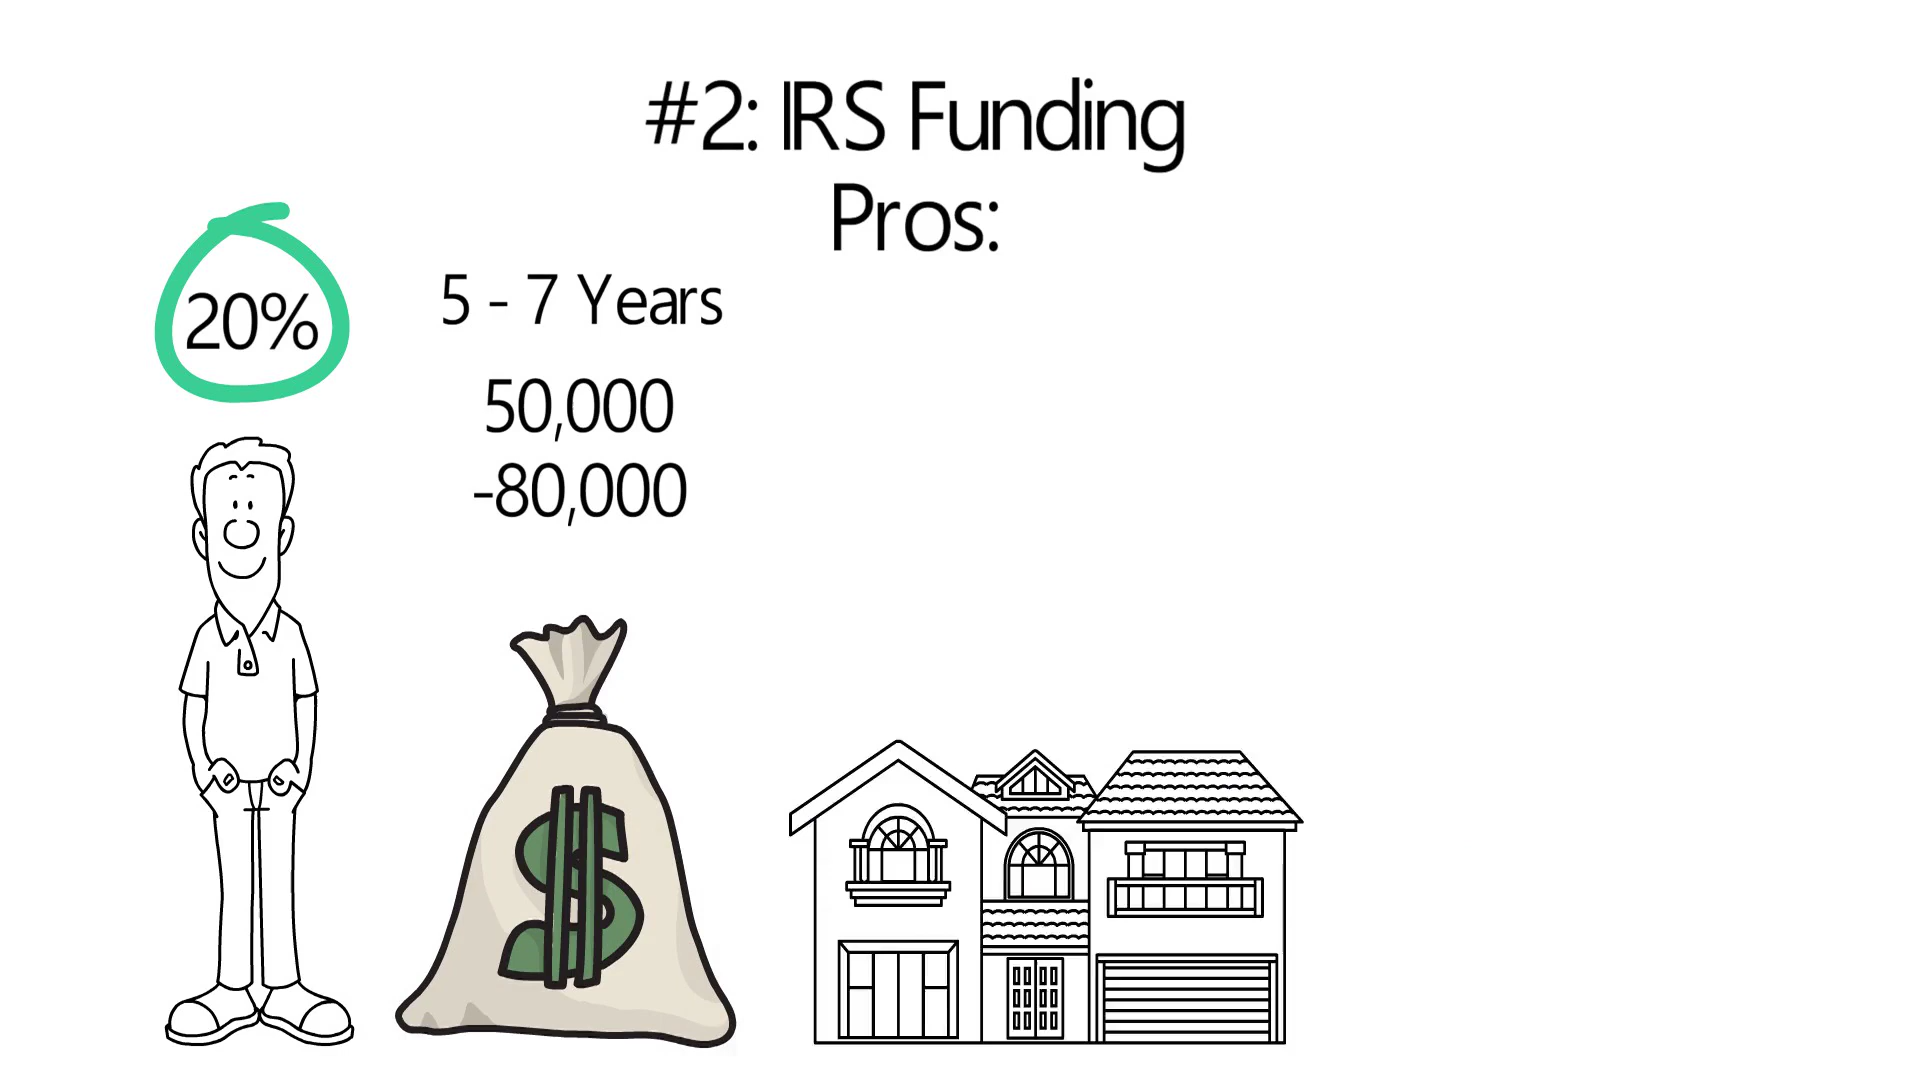 #2: IRS Funding
Pros:
20%
5 - 7 Years
50,000
-80,000
$